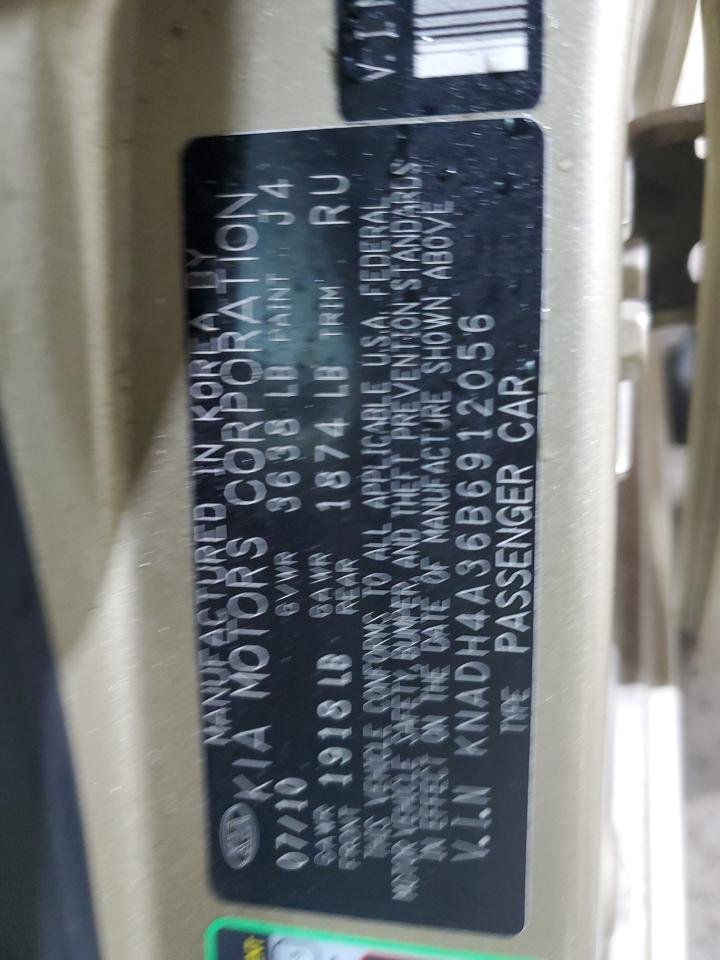 V.I.N
MANUFACTURED IN KOREA BY
KIA MOTORS CORPORATION
07/10 GVWR 3638 LB PAINT J4
GAWR FRONT 1918 LB GAWR REAR 1874 LB TRIM RU
THIS VEHICLE CONFORMS TO ALL APPLICABLE U.S.A. FEDERAL
MOTOR VEHICLE SAFETY, BUMPER, AND THEFT PREVENTION STANDARDS
IN EFFECT ON THE DATE OF MANUFACTURE SHOWN ABOVE
V.I.N KNADH4A36B6912056
TYPE PASSENGER CAR